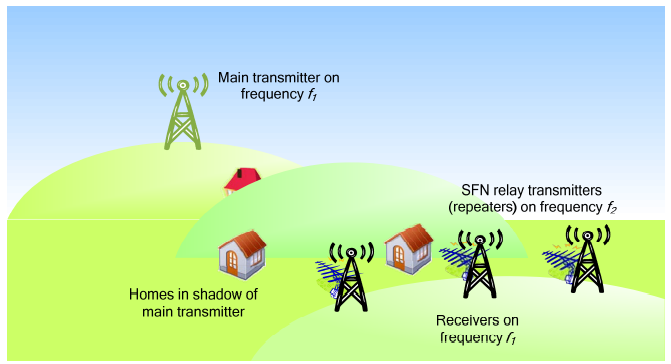 Main transmitter on
frequency f1
SFN relay transmitters
(repeaters) on frequency f2
Homes in shadow of
main transmitter
Receivers on
frequency f1